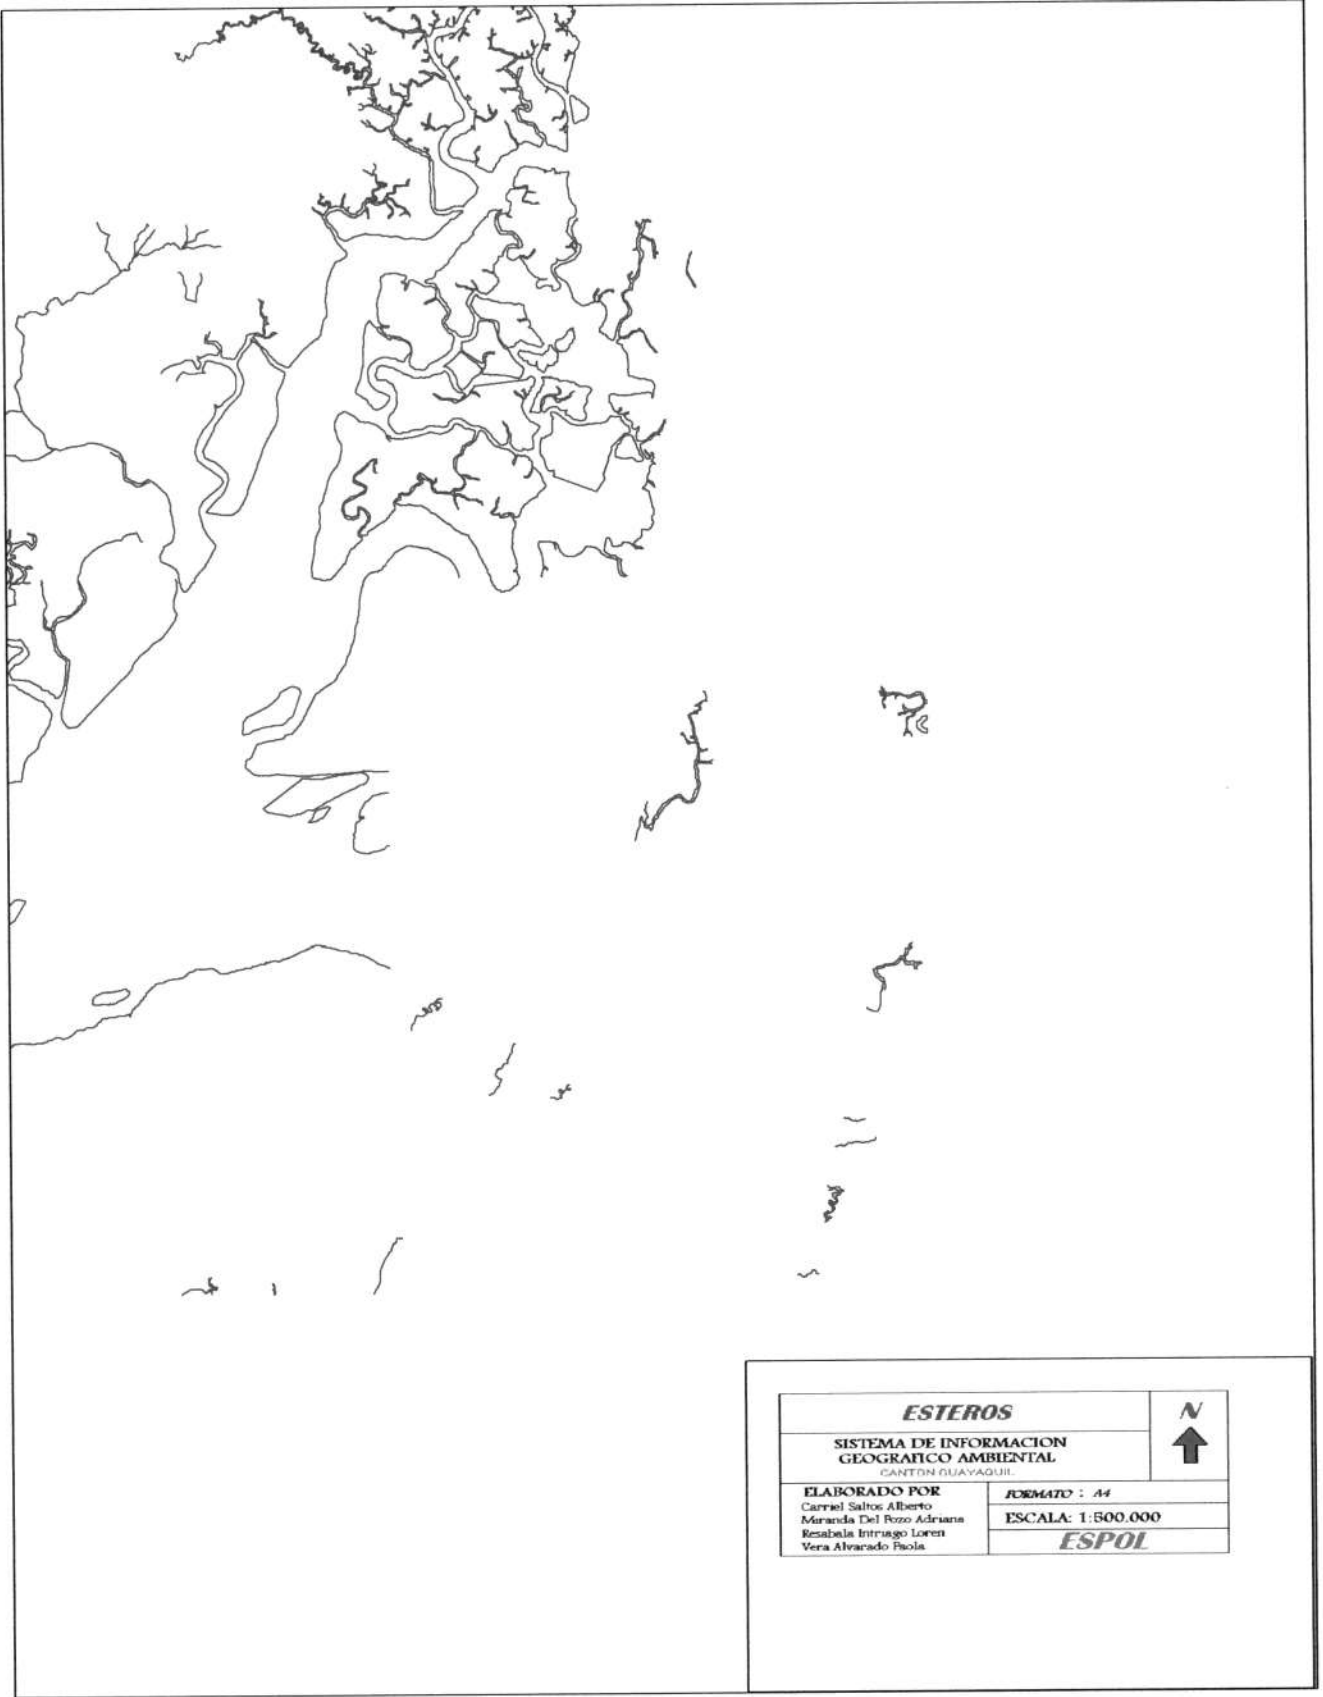 ESTEROS
N
SISTEMA DE INFORMACION
GEOGRAFICO AMBIENTAL
CANTON GUAYAQUIL
ELABORADO POR
Carriel Saltos Alberto
Miranda Del Pozo Adriana
Resabala Intriago Loren
Vera Alvarado Paola
FORMATO : A4
ESCALA: 1:500.000
ESPOL